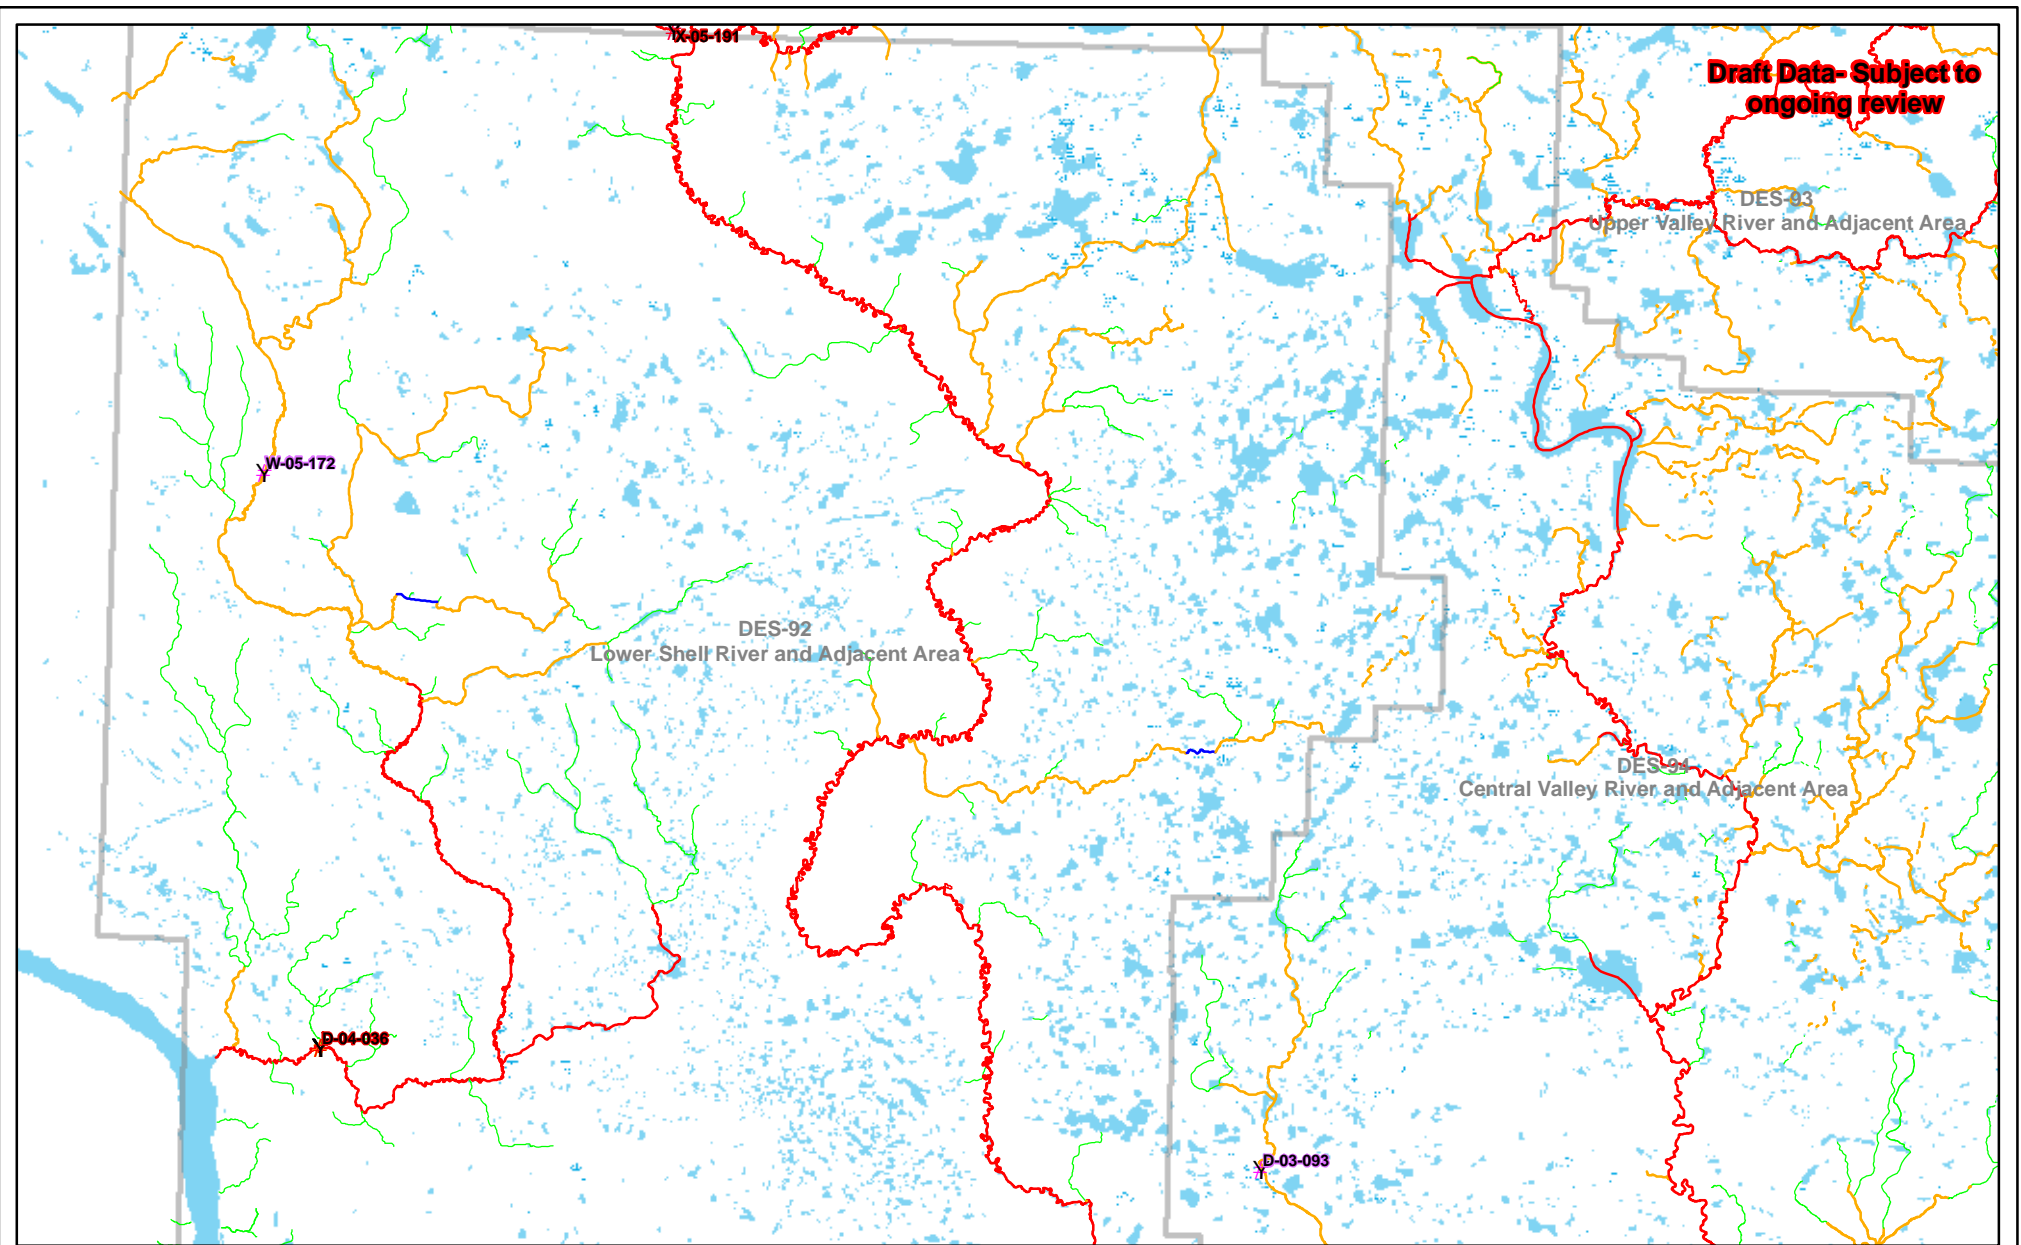 X-05-191
Draft Data- Subject to
ongoing review
DES-93
Upper Valley River and Adjacent Area
W-05-172
DES-92
Lower Shell River and Adjacent Area
DES-94
Central Valley River and Adjacent Area
D-04-036
D-03-093